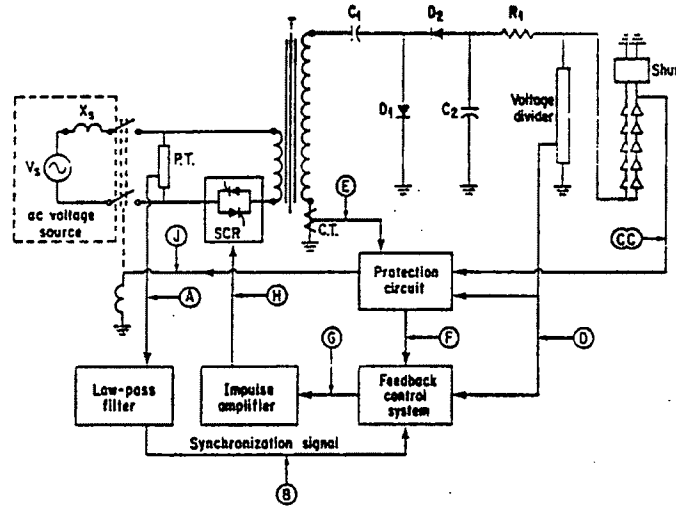 C₁
D₂
R₁
Shun
Xₛ
Vₛ
P.T.
D₁
C₂
Voltage
divider
ac voltage
source
SCR
E
C.T.
CC
J
Protection
circuit
A
H
F
D
G
Low-pass
filter
Impulse
amplifier
Feedback
control
system
Synchronization signal
B